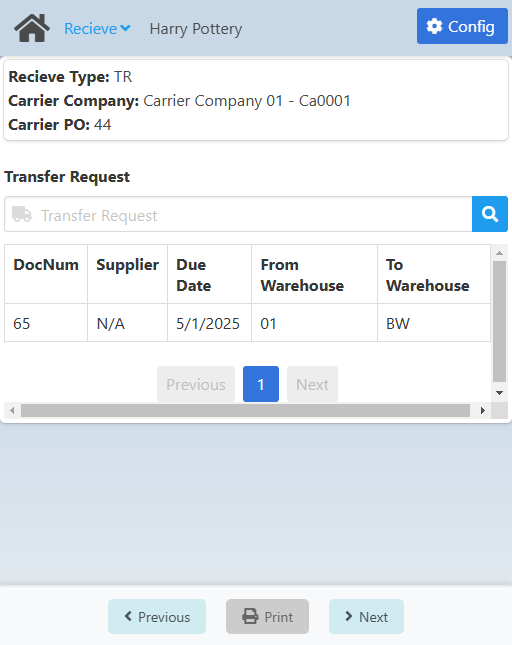 Recieve Harry Pottery Config
Recieve Type: TR
Carrier Company: Carrier Company 01 - Ca0001
Carrier PO: 44
Transfer Request
Transfer Request
DocNum Supplier Due Date From Warehouse To Warehouse
65 N/A 5/1/2025 01 BW
Previous 1 Next
Previous Print Next